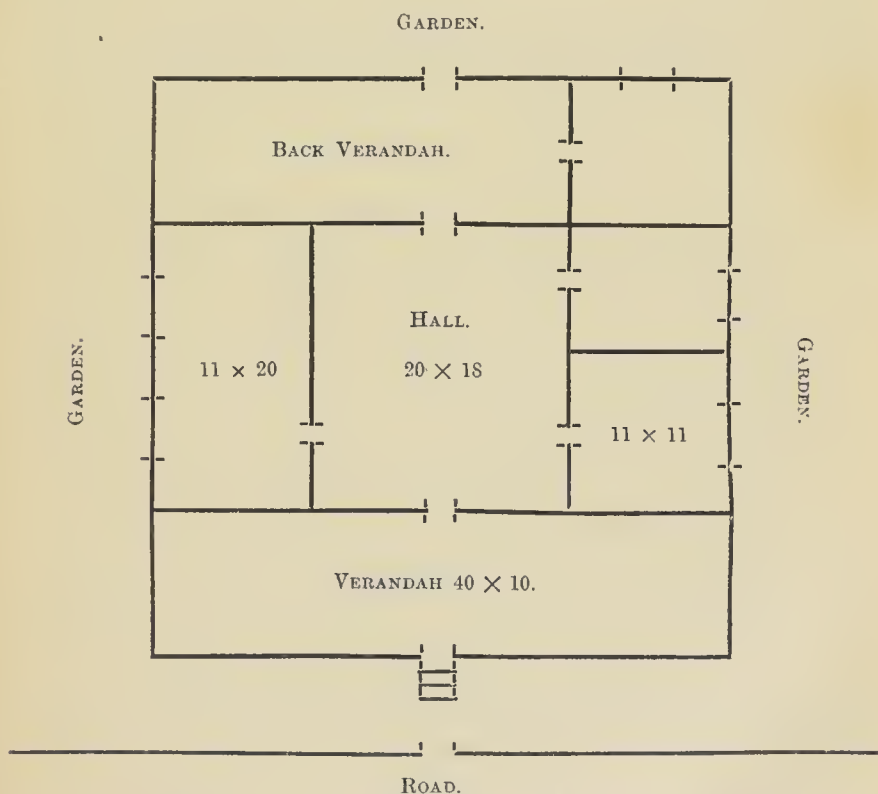 GARDEN.
BACK VERANDAH.
HALL.
GARDEN.
11 × 20
20 × 18
GARDEN.
11 × 11
VERANDAH 40 × 10.
ROAD.